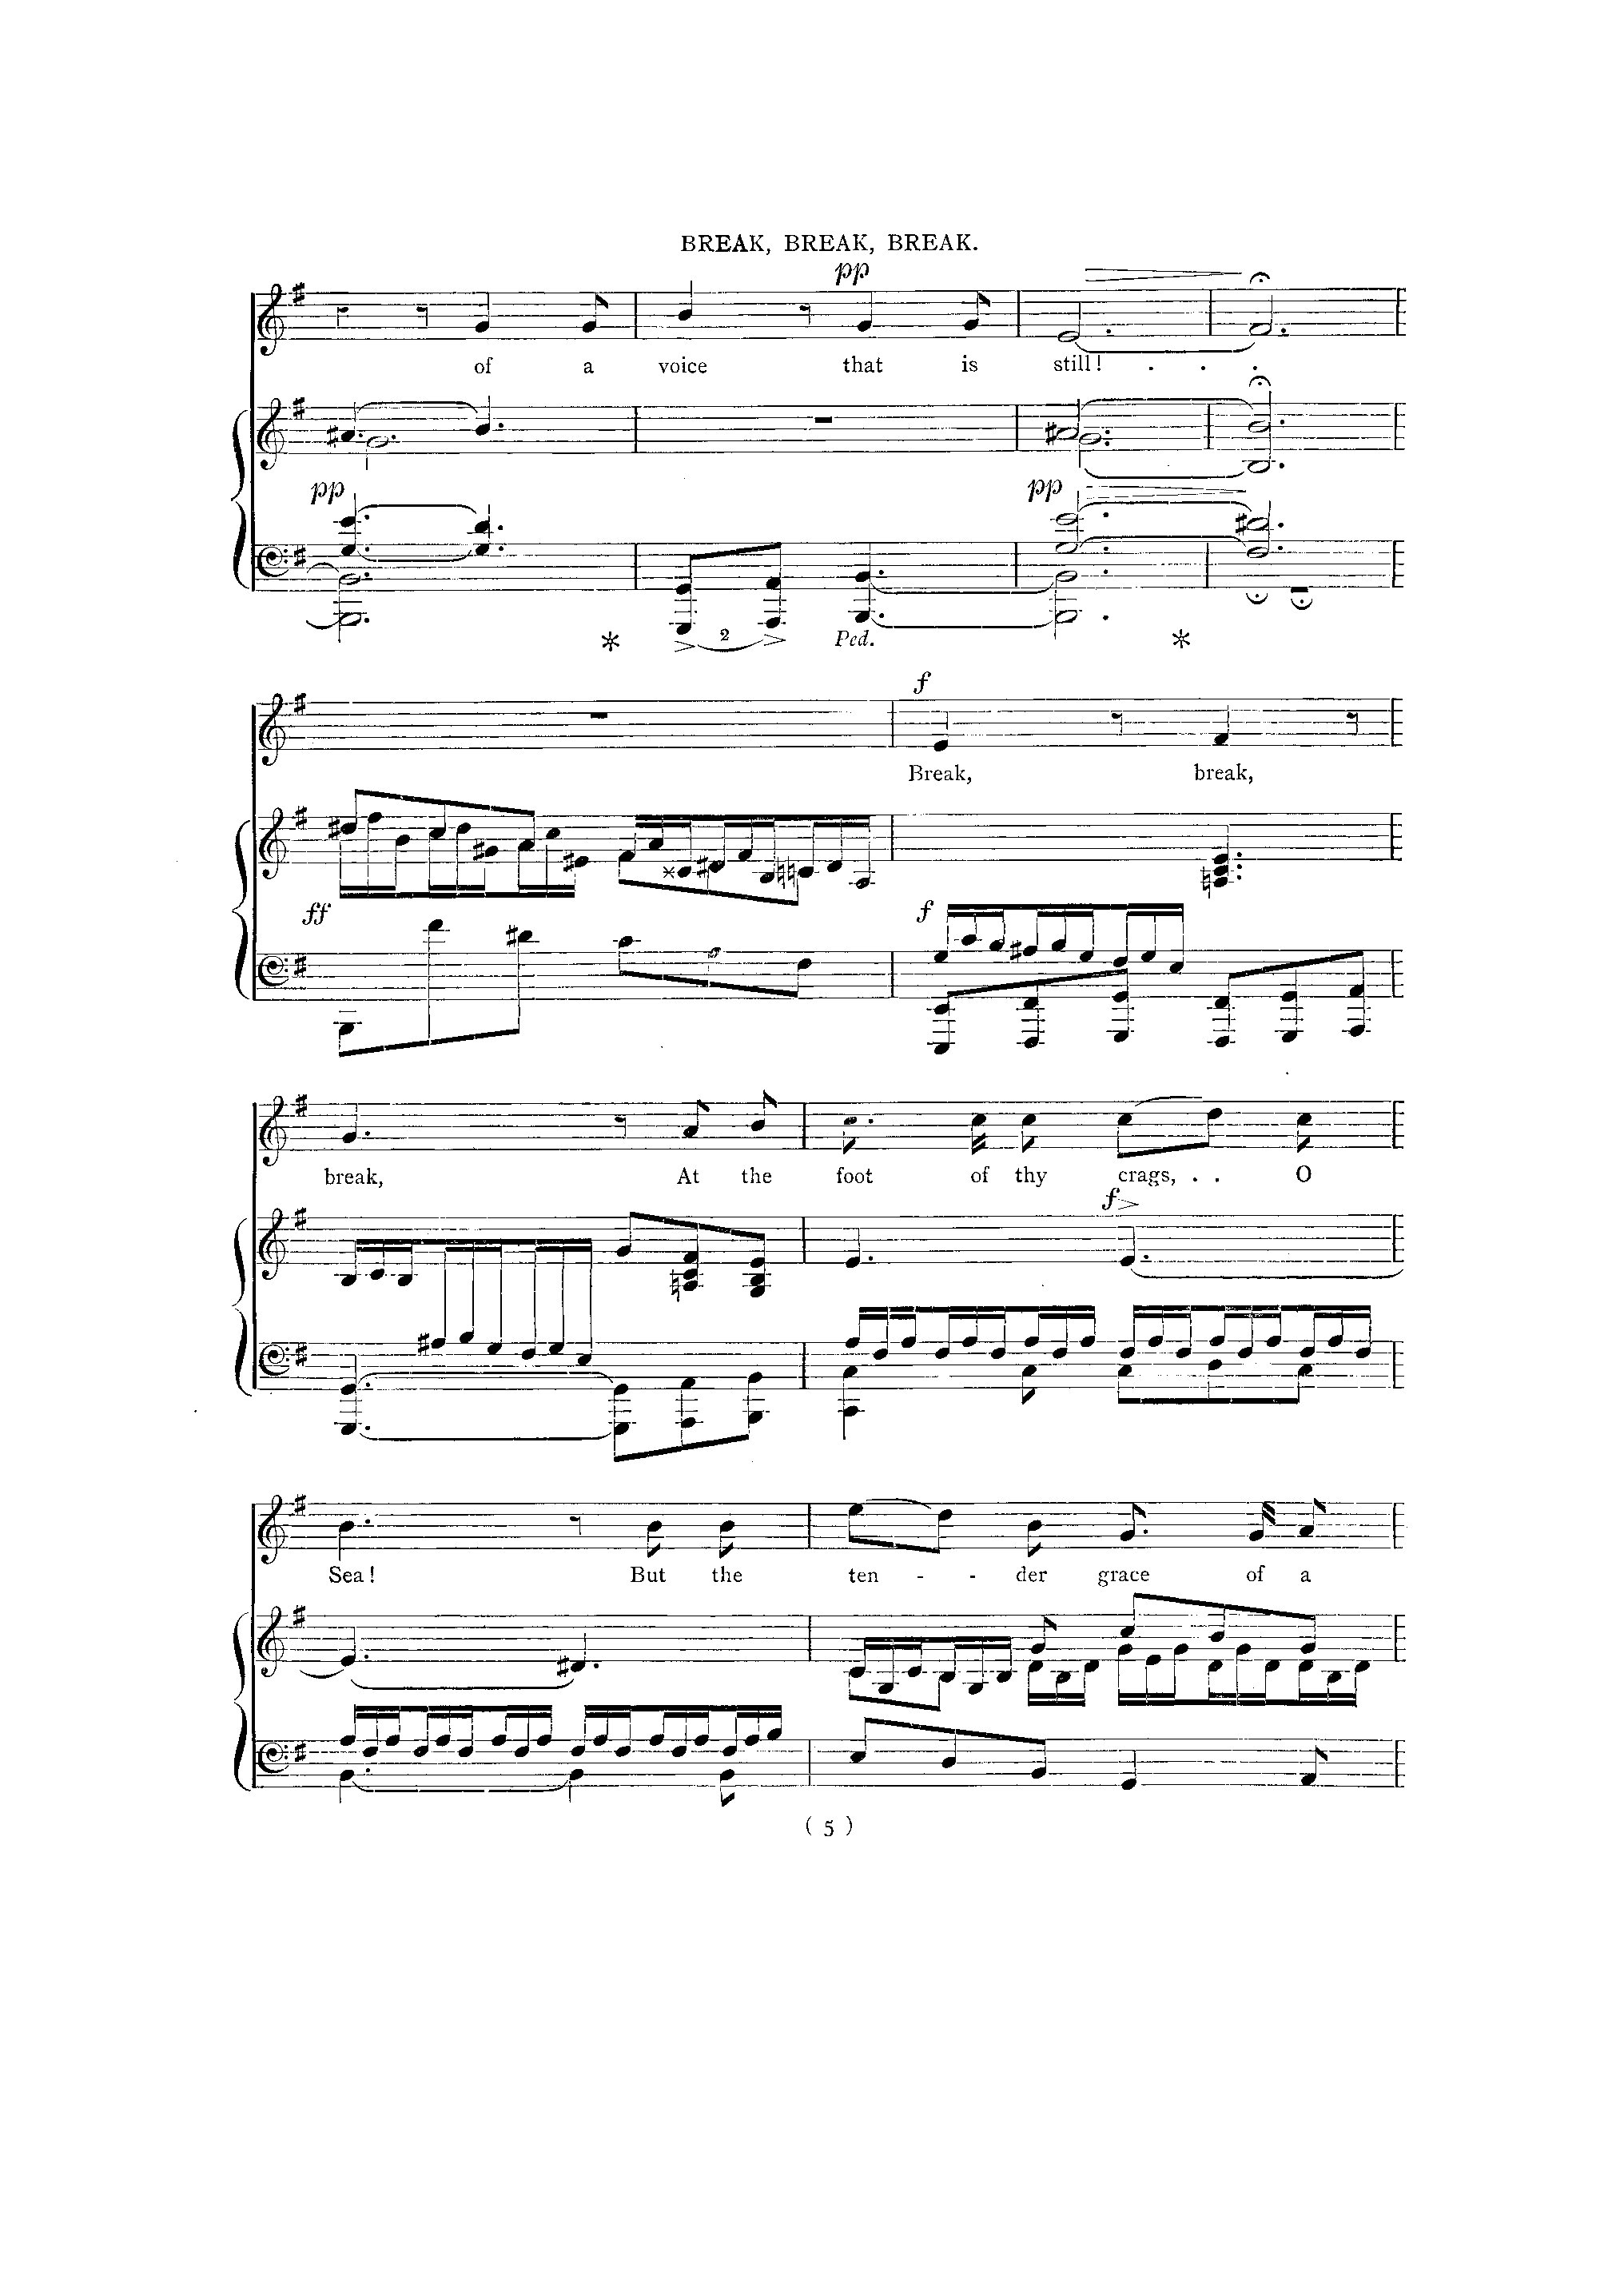 BREAK, BREAK, BREAK.
pp
of a voice that is still! . . .
pp pp
2
* Ped. *
f
Break, break,
ff f
break, At the foot of thy crags, . . O
f
Sea! But the ten - - der grace of a
( 5 )